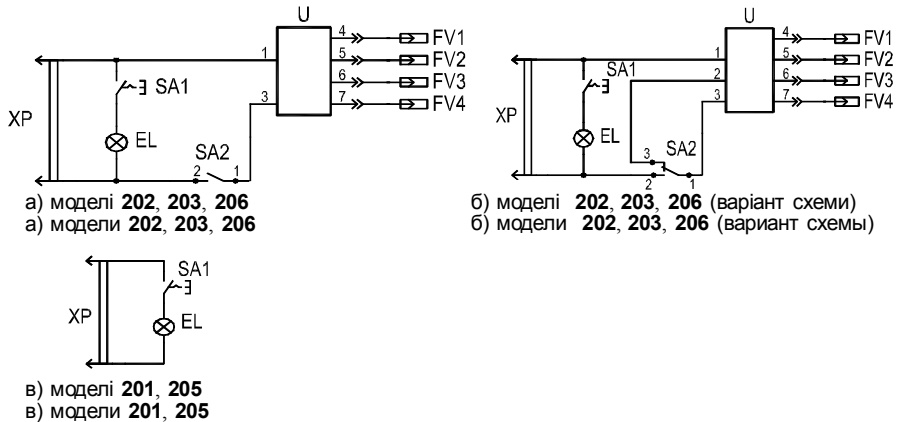 U
4 FV1
1 5 FV2
SA1
6 FV3
XP
3 7 FV4
EL
SA2
2 1
а) моделі 202, 203, 206
а) модели 202, 203, 206
U
4 FV1
1 5 FV2
SA1
2 6 FV3
XP
3 7 FV4
EL
3 SA2
2 1
б) моделі 202, 203, 206 (варіант схеми)
б) модели 202, 203, 206 (вариант схемы)
SA1
XP
EL
в) моделі 201, 205
в) модели 201, 205